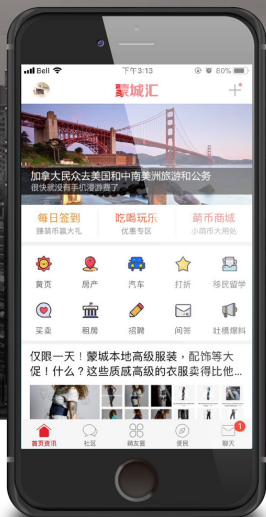 Bell 下午3:13 80%
蒙城汇
加拿大民众去美国和中南美洲旅游和公务
很快就没有手机漫游费了
每日签到 吃喝玩乐 萌币商城
赚萌币赢大礼 优惠专区 小萌币大用处
黄页 房产 汽车 打折 移民留学
买卖 租房 招聘 问答 吐槽爆料
仅限一天！蒙城本地高级服装，配饰等大
促！什么？这些质感高级的衣服卖得比他...
1
首页资讯 社区 萌友圈 便民 聊天